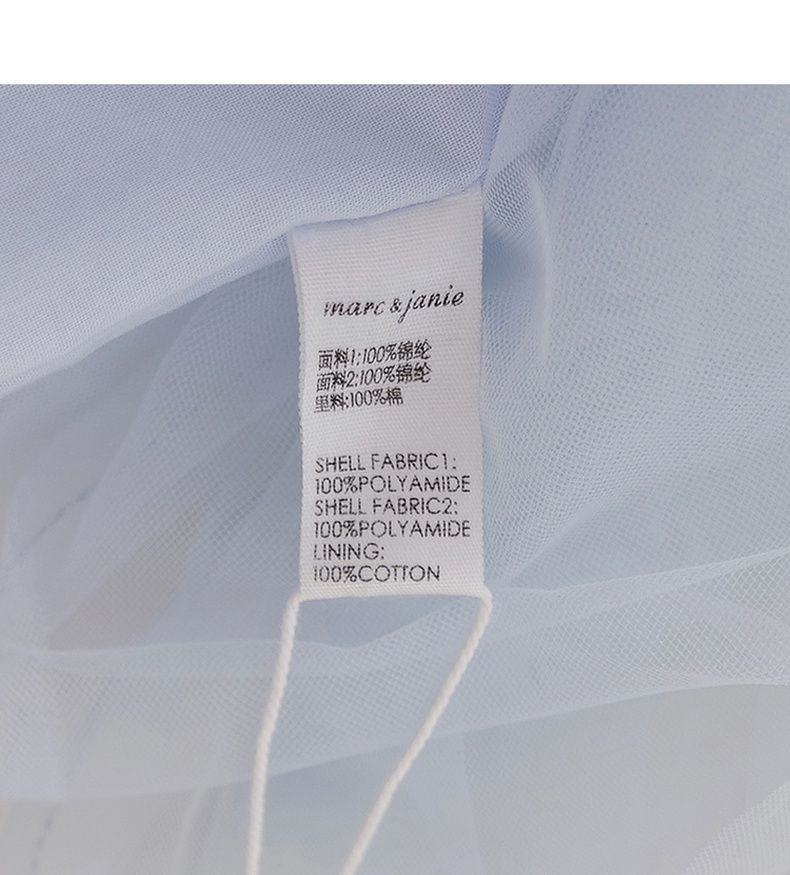 marc & janie
面料1:100%锦纶
面料2:100%锦纶
里料:100%棉
SHELL FABRIC1:
100%POLYAMIDE
SHELL FABRIC2:
100%POLYAMIDE
LINING:
100%COTTON